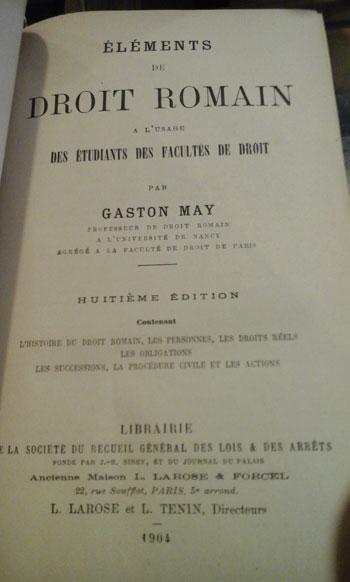 ÉLÉMENTS
DE
DROIT ROMAIN
A L'USAGE
DES ÉTUDIANTS DES FACULTÉS DE DROIT
PAR
GASTON MAY
PROFESSEUR DE DROIT ROMAIN
A L'UNIVERSITÉ DE NANCY
AGRÉGÉ A LA FACULTÉ DE DROIT DE PARIS
HUITIÈME ÉDITION
Contenant
L'HISTOIRE DU DROIT ROMAIN, LES PERSONNES, LES DROITS RÉELS
LES OBLIGATIONS
LES SUCCESSIONS, LA PROCÉDURE CIVILE ET LES ACTIONS
LIBRAIRIE
E LA SOCIÉTÉ DU RECUEIL GÉNÉRAL DES LOIS & DES ARRÊTS
FONDÉ PAR J.-B. SIREY, ET DU JOURNAL DU PALAIS
Ancienne Maison L. LAROSE & FORCEL
22, rue Soufflot, PARIS, 5e arrond.
L. LAROSE et L. TENIN, Directeurs
1904